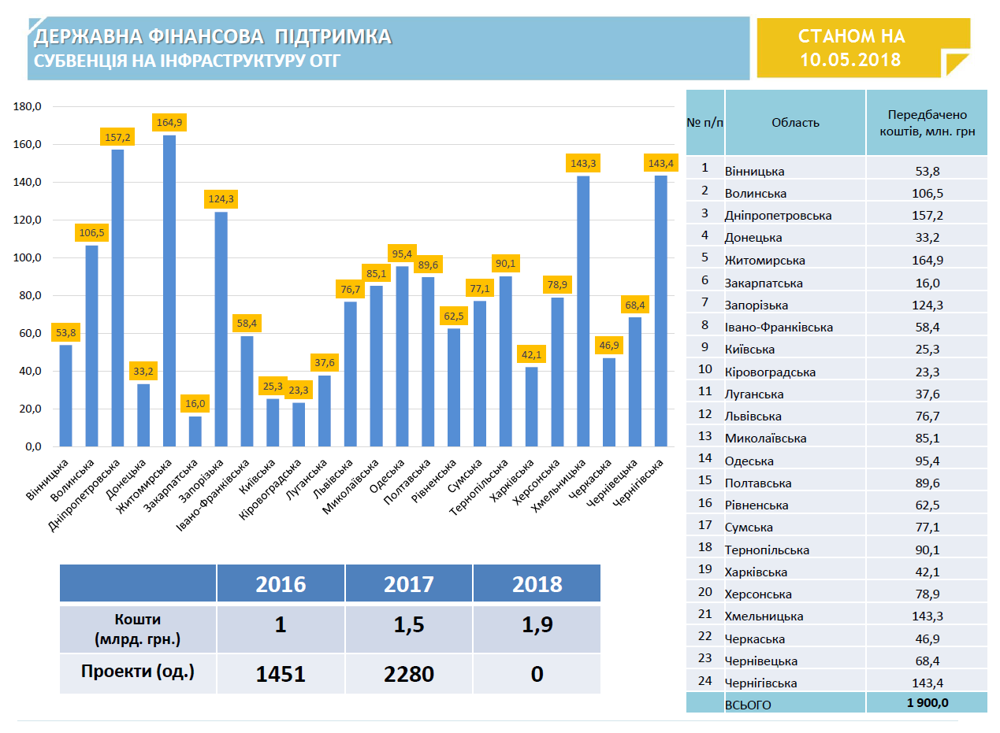 ДЕРЖАВНА ФІНАНСОВА ПІДТРИМКА
СУБВЕНЦІЯ НА ІНФРАСТРУКТУРУ ОТГ
СТАНОМ НА
10.05.2018
180,0
160,0
140,0
120,0
100,0
80,0
60,0
40,0
20,0
0,0
53,8
106,5
157,2
33,2
164,9
16,0
124,3
58,4
25,3
23,3
37,6
76,7
85,1
95,4
89,6
62,5
77,1
90,1
42,1
78,9
143,3
46,9
68,4
143,4
Вінницька
Волинська
Дніпропетровська
Донецька
Житомирська
Закарпатська
Запорізька
Івано-Франківська
Київська
Кіровоградська
Луганська
Львівська
Миколаївська
Одеська
Полтавська
Рівненська
Сумська
Тернопільська
Харківська
Херсонська
Хмельницька
Черкаська
Чернівецька
Чернігівська
2016 2017 2018
Кошти
(млрд. грн.) 1 1,5 1,9
Проекти (од.) 1451 2280 0
№ п/п Область Передбачено
коштів, млн. грн
1 Вінницька 53,8
2 Волинська 106,5
3 Дніпропетровська 157,2
4 Донецька 33,2
5 Житомирська 164,9
6 Закарпатська 16,0
7 Запорізька 124,3
8 Івано-Франківська 58,4
9 Київська 25,3
10 Кіровоградська 23,3
11 Луганська 37,6
12 Львівська 76,7
13 Миколаївська 85,1
14 Одеська 95,4
15 Полтавська 89,6
16 Рівненська 62,5
17 Сумська 77,1
18 Тернопільська 90,1
19 Харківська 42,1
20 Херсонська 78,9
21 Хмельницька 143,3
22 Черкаська 46,9
23 Чернівецька 68,4
24 Чернігівська 143,4
ВСЬОГО 1 900,0